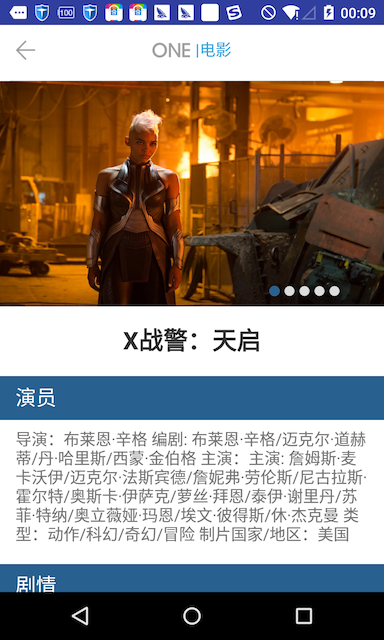 100
00:09
ONE |电影
X战警：天启
演员
导演：布莱恩·辛格 编剧: 布莱恩·辛格/迈克尔·道赫
蒂/丹·哈里斯/西蒙·金伯格 主演：主演: 詹姆斯·麦
卡沃伊/迈克尔·法斯宾德/詹妮弗·劳伦斯/尼古拉斯·
霍尔特/奥斯卡·伊萨克/萝丝·拜恩/泰伊·谢里丹/苏
菲·特纳/奥立薇娅·玛恩/埃文·彼得斯/休·杰克曼 类
型：动作/科幻/奇幻/冒险 制片国家/地区：美国
剧情